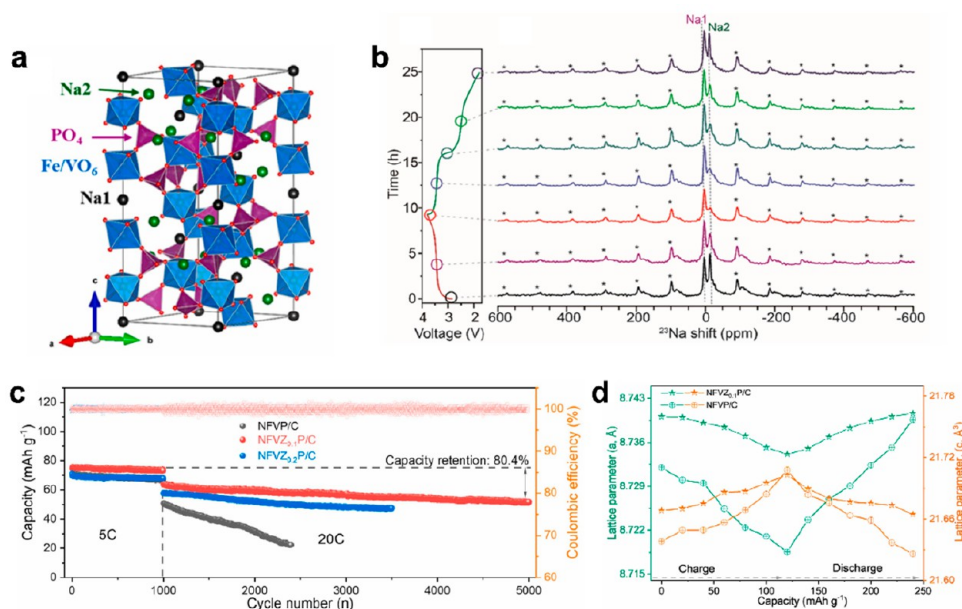 a
Na2
PO4
Fe/VO6
Na1
c
a
b
b
Na1
Na2
25
20
15
10
5
0
Time (h)
4 3 2
Voltage (V)
600 400 200 0 -200 -400 -600
²³Na shift (ppm)
c
120
100
80
60
40
20
0
Capacity (mAh g⁻¹)
NFVP/C
NFVZ0.1P/C
NFVZ0.2P/C
Capacity retention: 80.4%
5C
20C
100
90
80
70
60
Coulombic efficiency (%)
0 1000 2000 3000 4000 5000
Cycle number (n)
d
8.743
8.736
8.729
8.722
8.715
Lattice parameter (a, Å)
NFVZ0.1P/C
NFVP/C
21.76
21.72
21.68
21.66
21.60
Lattice parameter (c, Å³)
Charge
Discharge
0 50 100 150 200 250
Capacity (mAh g⁻¹)